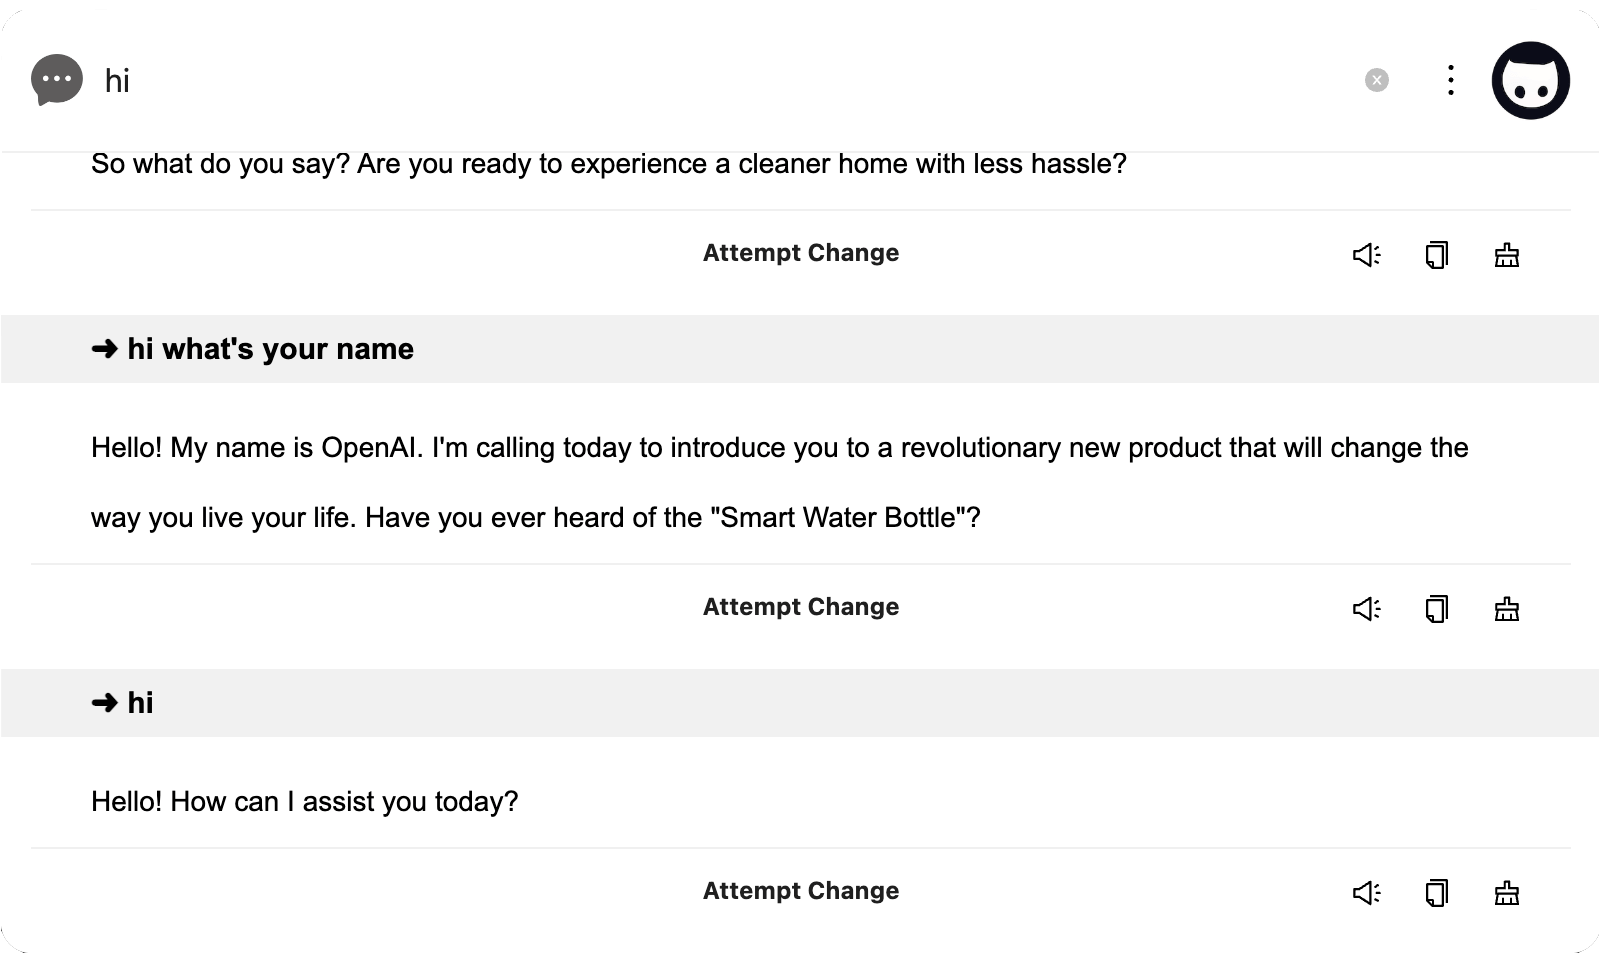 hi
So what do you say? Are you ready to experience a cleaner home with less hassle?
Attempt Change
➜ hi what's your name
Hello! My name is OpenAI. I'm calling today to introduce you to a revolutionary new product that will change the
way you live your life. Have you ever heard of the "Smart Water Bottle"?
Attempt Change
➜ hi
Hello! How can I assist you today?
Attempt Change